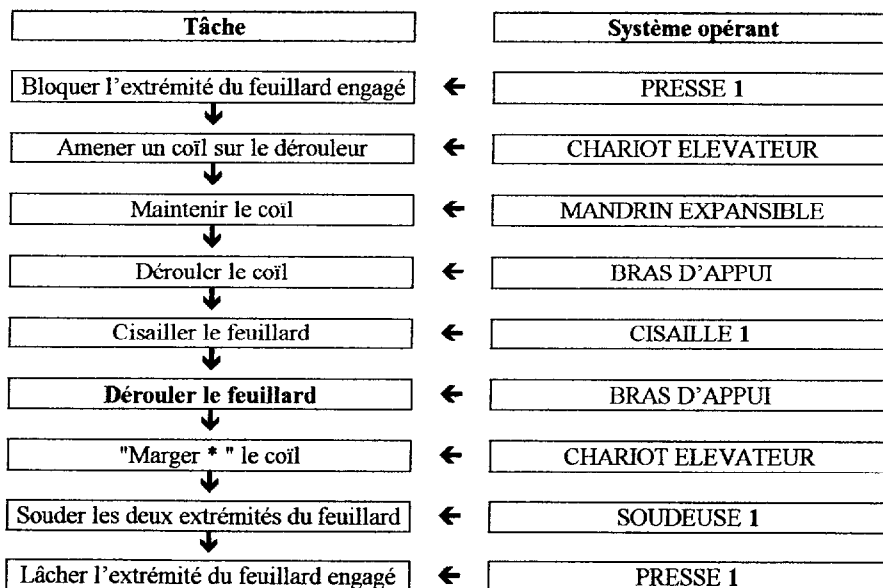 Tâche Système opérant
Bloquer l'extrémité du feuillard engagé ← PRESSE 1
Amener un coïl sur le dérouleur ← CHARIOT ELEVATEUR
Maintenir le coïl ← MANDRIN EXPANSIBLE
Dérouler le coïl ← BRAS D'APPUI
Cisailler le feuillard ← CISAILLE 1
Dérouler le feuillard ← BRAS D'APPUI
"Marger * " le coïl ← CHARIOT ELEVATEUR
Souder les deux extrémités du feuillard ← SOUDEUSE 1
Lâcher l'extrémité du feuillard engagé ← PRESSE 1